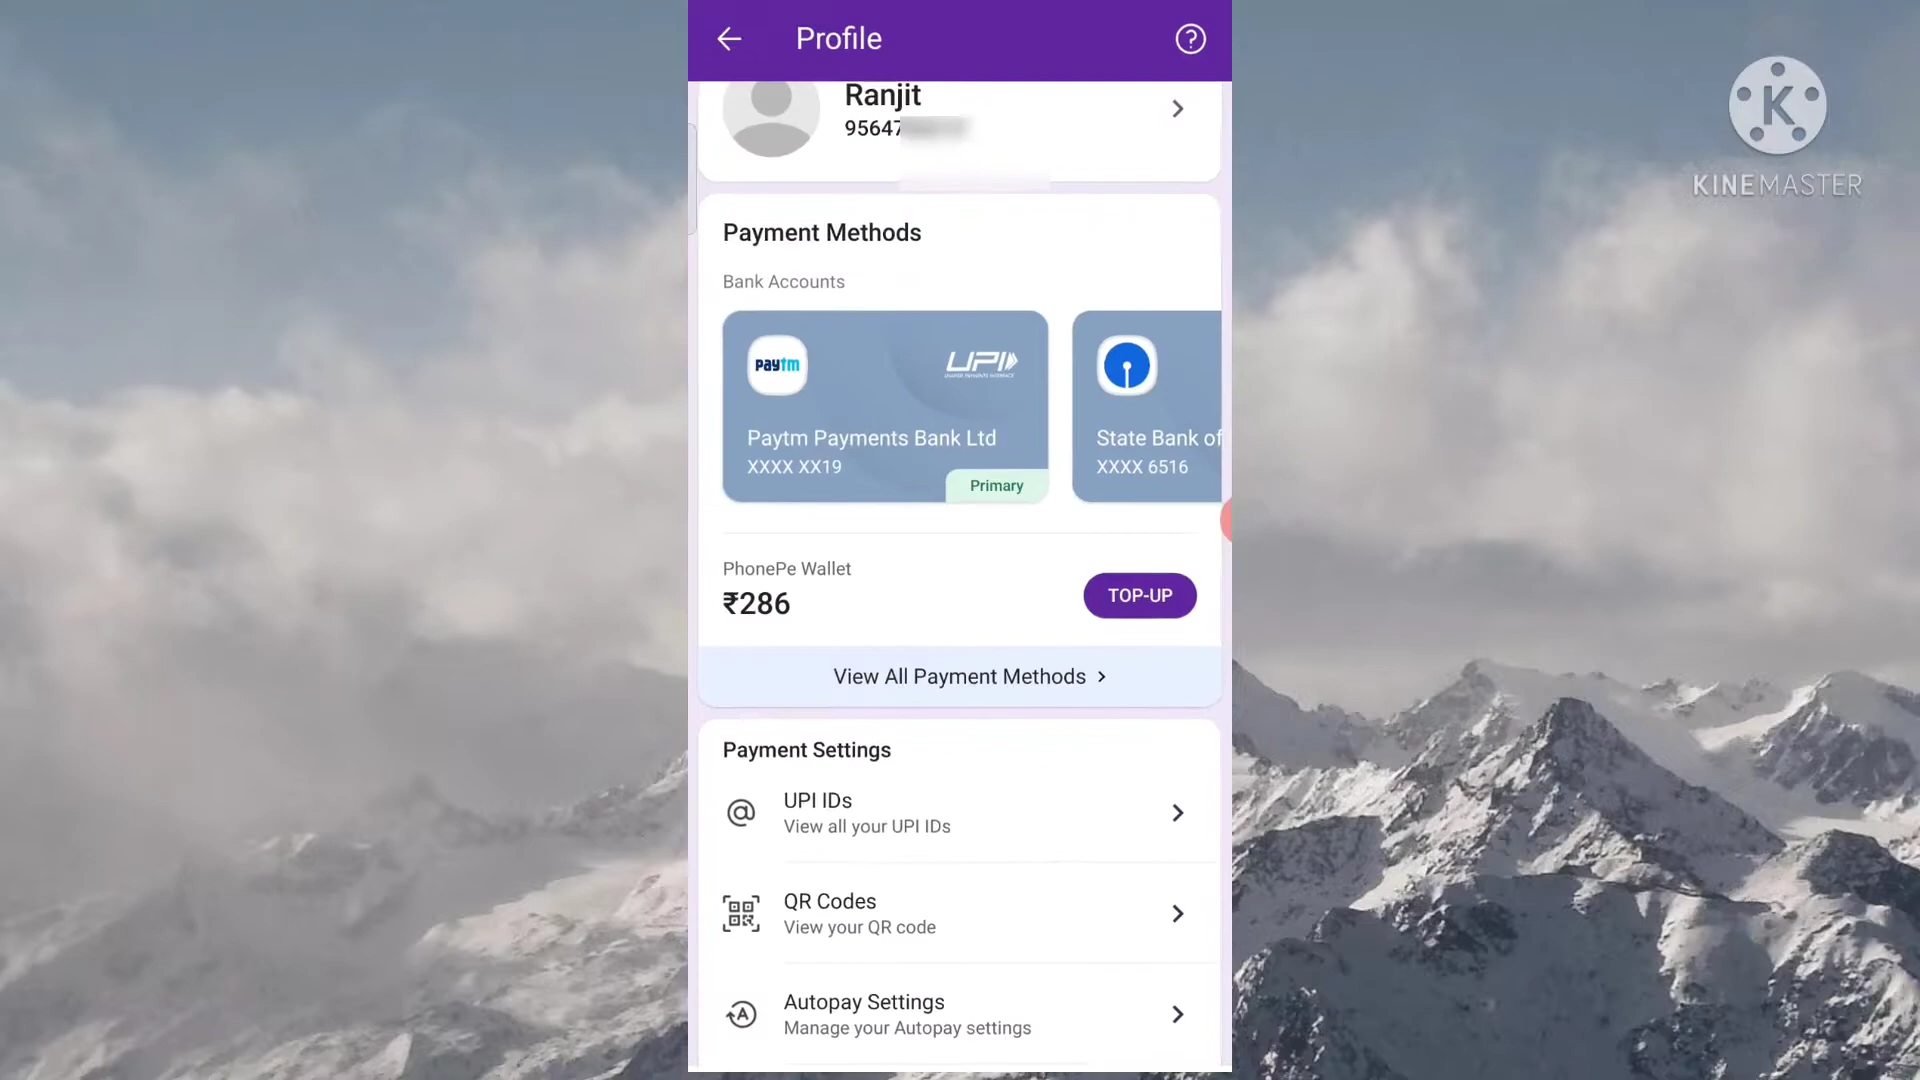 Profile
Ranjit
95647
Payment Methods
Bank Accounts
paytm
UPI
Paytm Payments Bank Ltd
XXXX XX19
Primary
State Bank of
XXXX 6516
PhonePe Wallet
₹286
TOP-UP
View All Payment Methods
Payment Settings
UPI IDs
View all your UPI IDs
QR Codes
View your QR code
Autopay Settings
Manage your Autopay settings
K
KINEMASTER